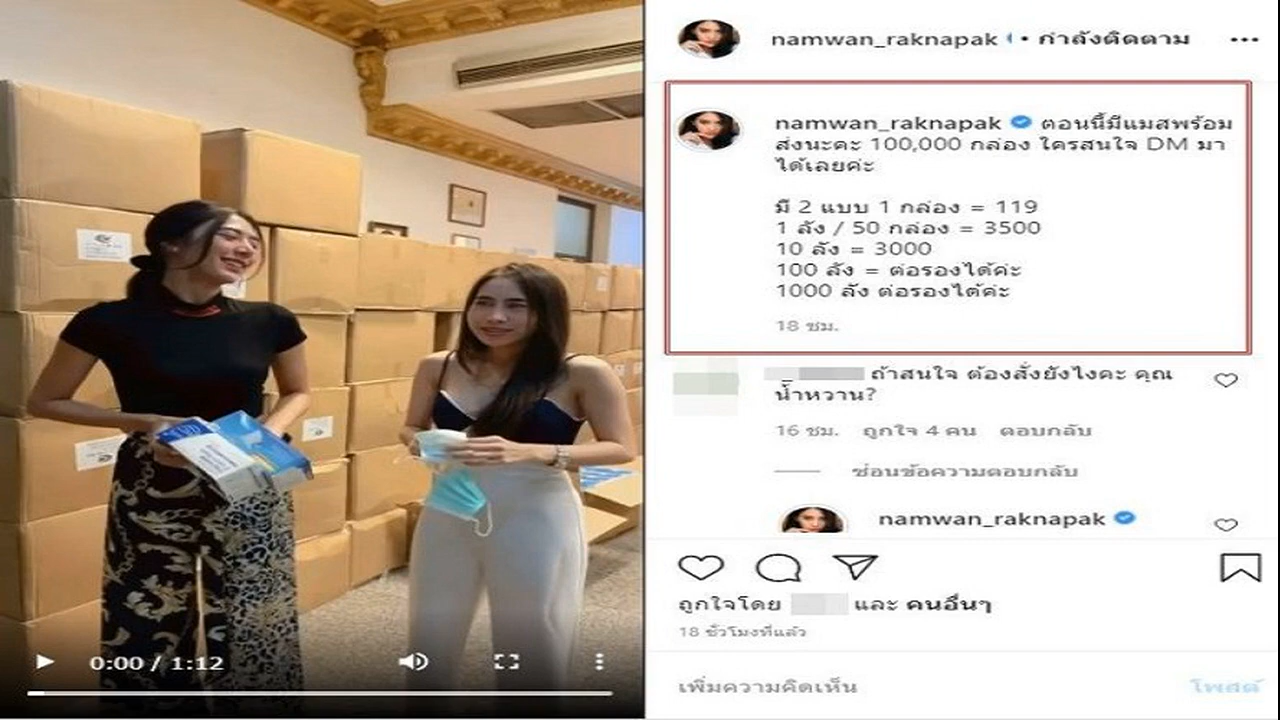 namwan_raknapak • กำลังติดตาม
namwan_raknapak ตอนนี้มีแมสพร้อม
ส่งนะคะ 100,000 กล่อง ใครสนใจ DM มา
ได้เลยค่ะ
มี 2 แบบ 1 กล่อง = 119
1 ลัง / 50 กล่อง = 3500
10 ลัง = 3000
100 ลัง = ต่อรองได้ค่ะ
1000 ลัง ต่อรองได้ค่ะ
18 ชม.
ถ้าสนใจ ต้องสั่งยังไงคะ คุณ
น้ำหวาน?
16 ชม. ถูกใจ 4 คน ตอบกลับ
ซ่อนข้อความตอบกลับ
namwan_raknapak
ถูกใจโดย และ คนอื่นๆ
18 ชั่วโมงที่แล้ว
เพิ่มความคิดเห็น โพสต์
0:00 / 1:12